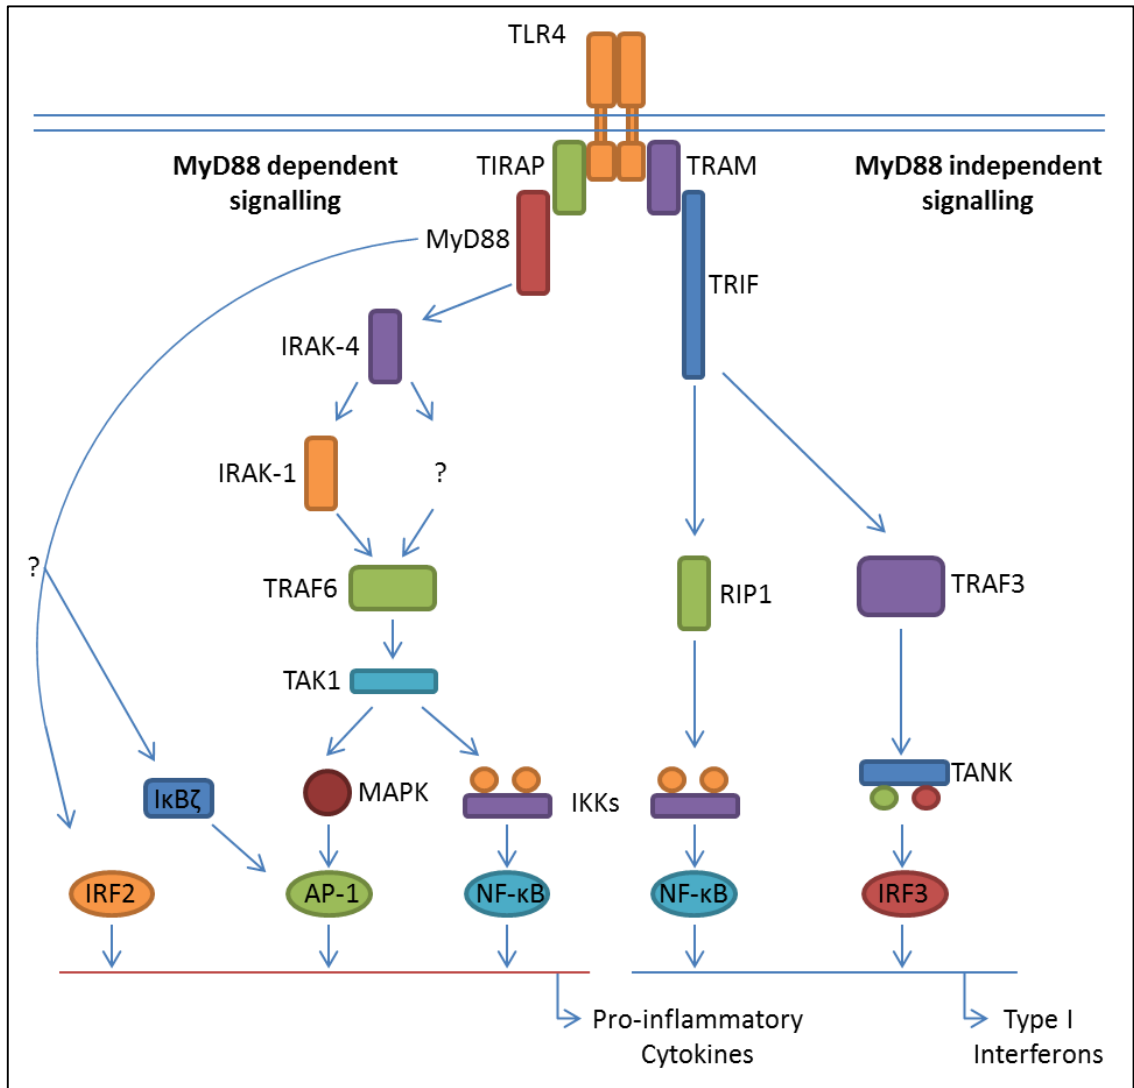 TLR4
MyD88 dependent
signalling
TIRAP
TRAM
MyD88 independent
signalling
MyD88
TRIF
IRAK-4
IRAK-1
?
?
TRAF6
RIP1
TRAF3
TAK1
IκBζ
MAPK
IKKs
TANK
IRF2
AP-1
NF-κB
NF-κB
IRF3
Pro-inflammatory
Cytokines
Type I
Interferons